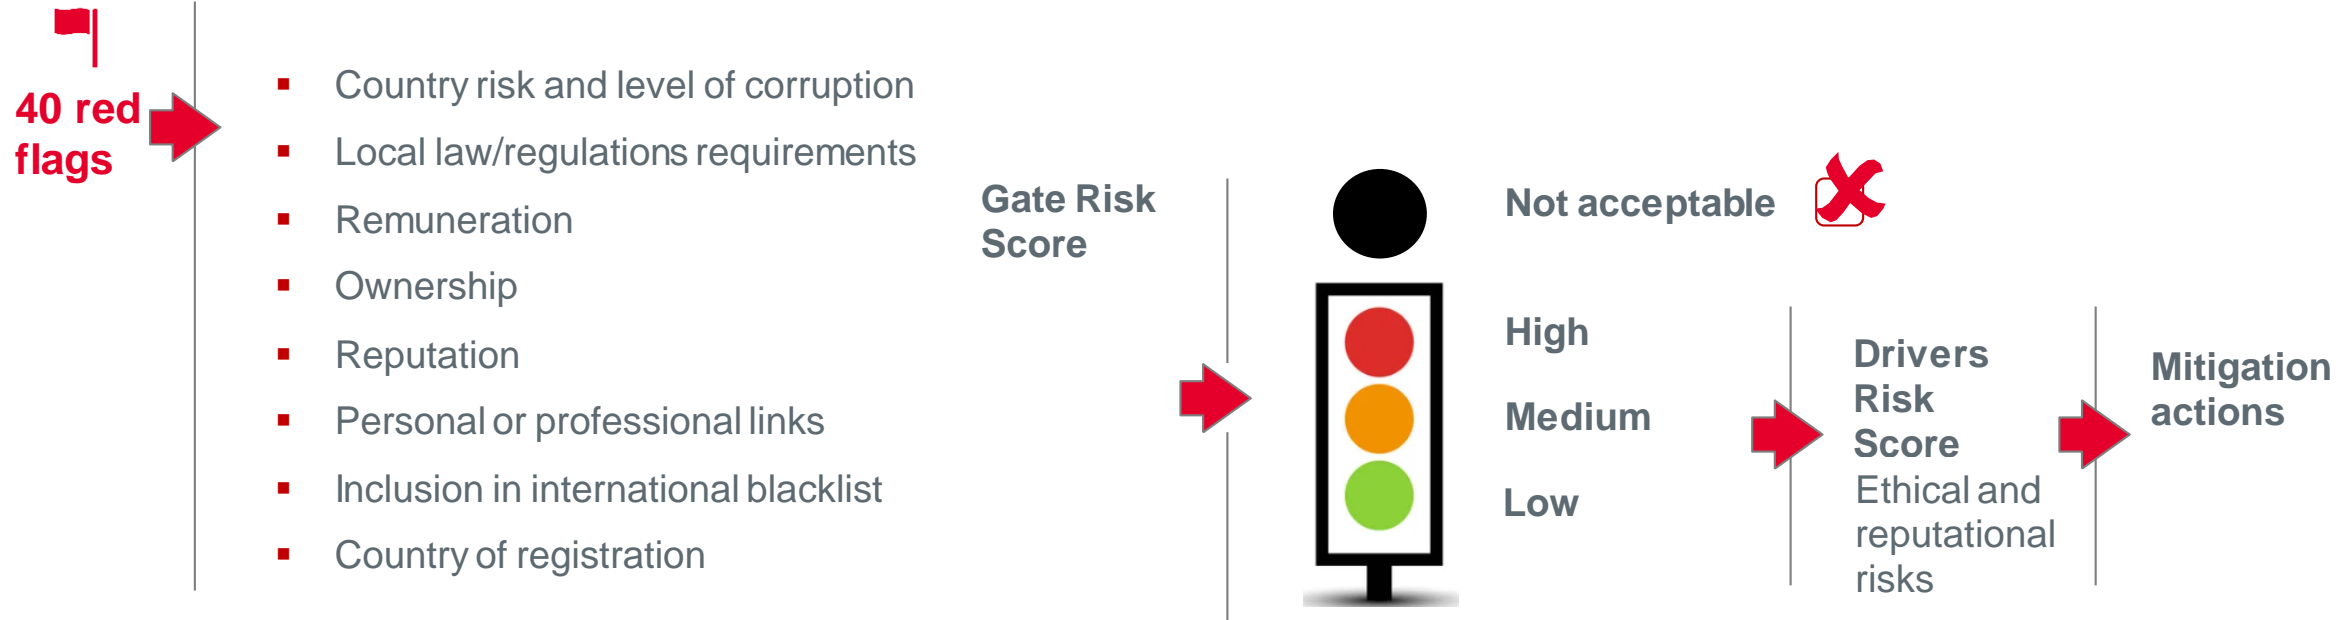 40 red
flags
Country risk and level of corruption
Local law/regulations requirements
Remuneration
Ownership
Reputation
Personal or professional links
Inclusion in international blacklist
Country of registration
Gate Risk
Score
Not acceptable
High
Medium
Low
Drivers
Risk
Score
Ethical and
reputational
risks
Mitigation
actions